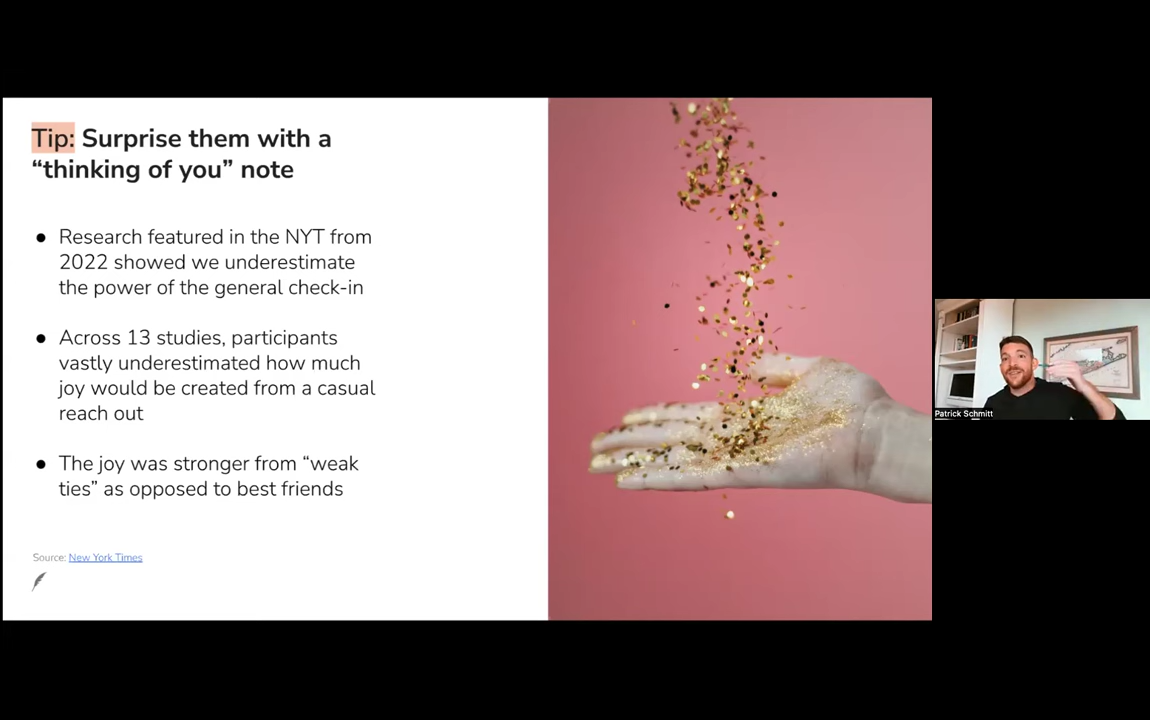 Tip: Surprise them with a
“thinking of you” note
● Research featured in the NYT from
2022 showed we underestimate
the power of the general check-in
● Across 13 studies, participants
vastly underestimated how much
joy would be created from a casual
reach out
● The joy was stronger from “weak
ties” as opposed to best friends
Source: New York Times
Patrick Schmitt